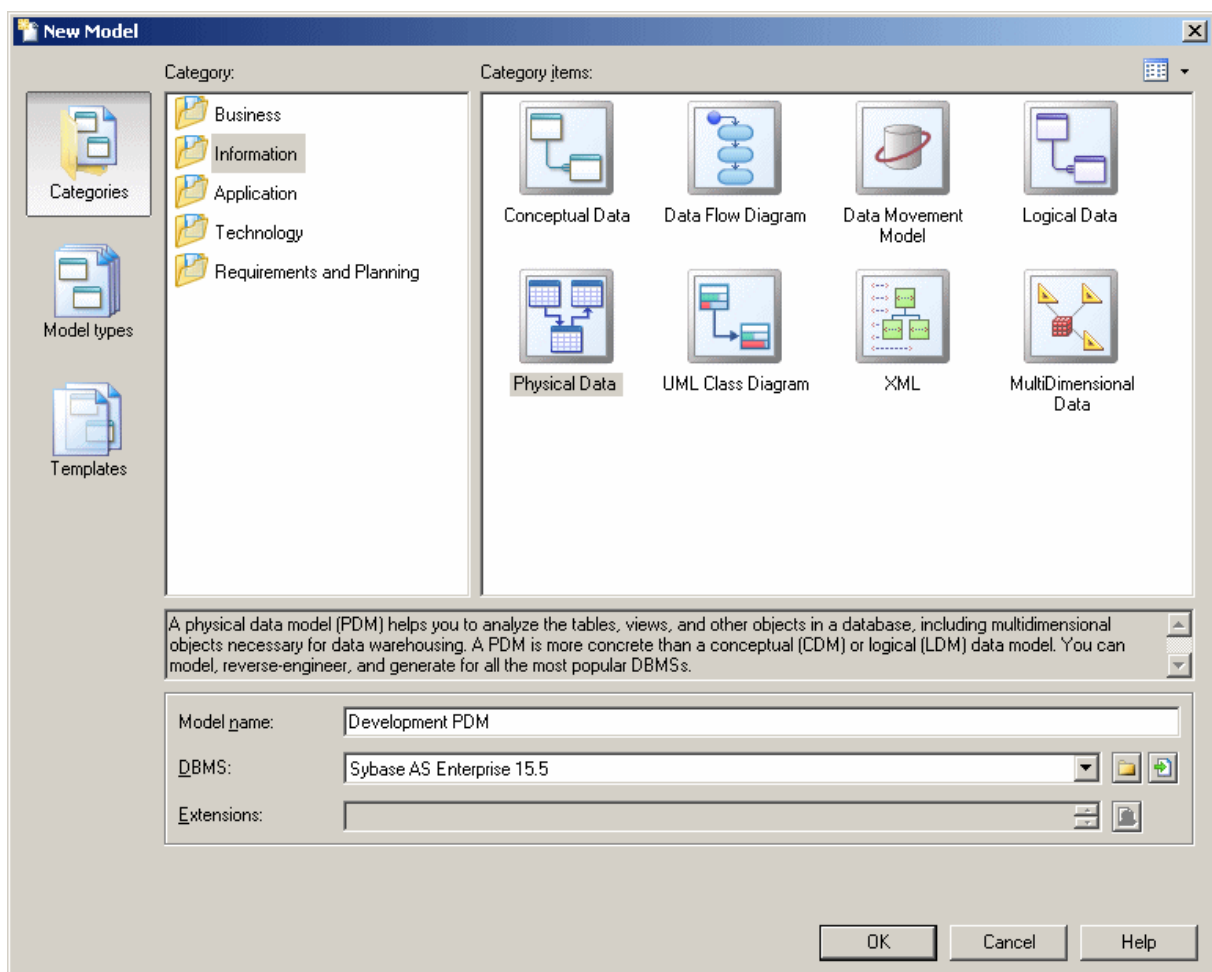 New Model
Category:
Category items:
Categories
Model types
Templates
Business
Information
Application
Technology
Requirements and Planning
Conceptual Data
Data Flow Diagram
Data Movement
Model
Logical Data
Physical Data
UML Class Diagram
XML
MultiDimensional
Data
A physical data model (PDM) helps you to analyze the tables, views, and other objects in a database, including multidimensional
objects necessary for data warehousing. A PDM is more concrete than a conceptual (CDM) or logical (LDM) data model. You can
model, reverse-engineer, and generate for all the most popular DBMSs.
Model name:
Development PDM
DBMS:
Sybase AS Enterprise 15.5
Extensions:
OK
Cancel
Help